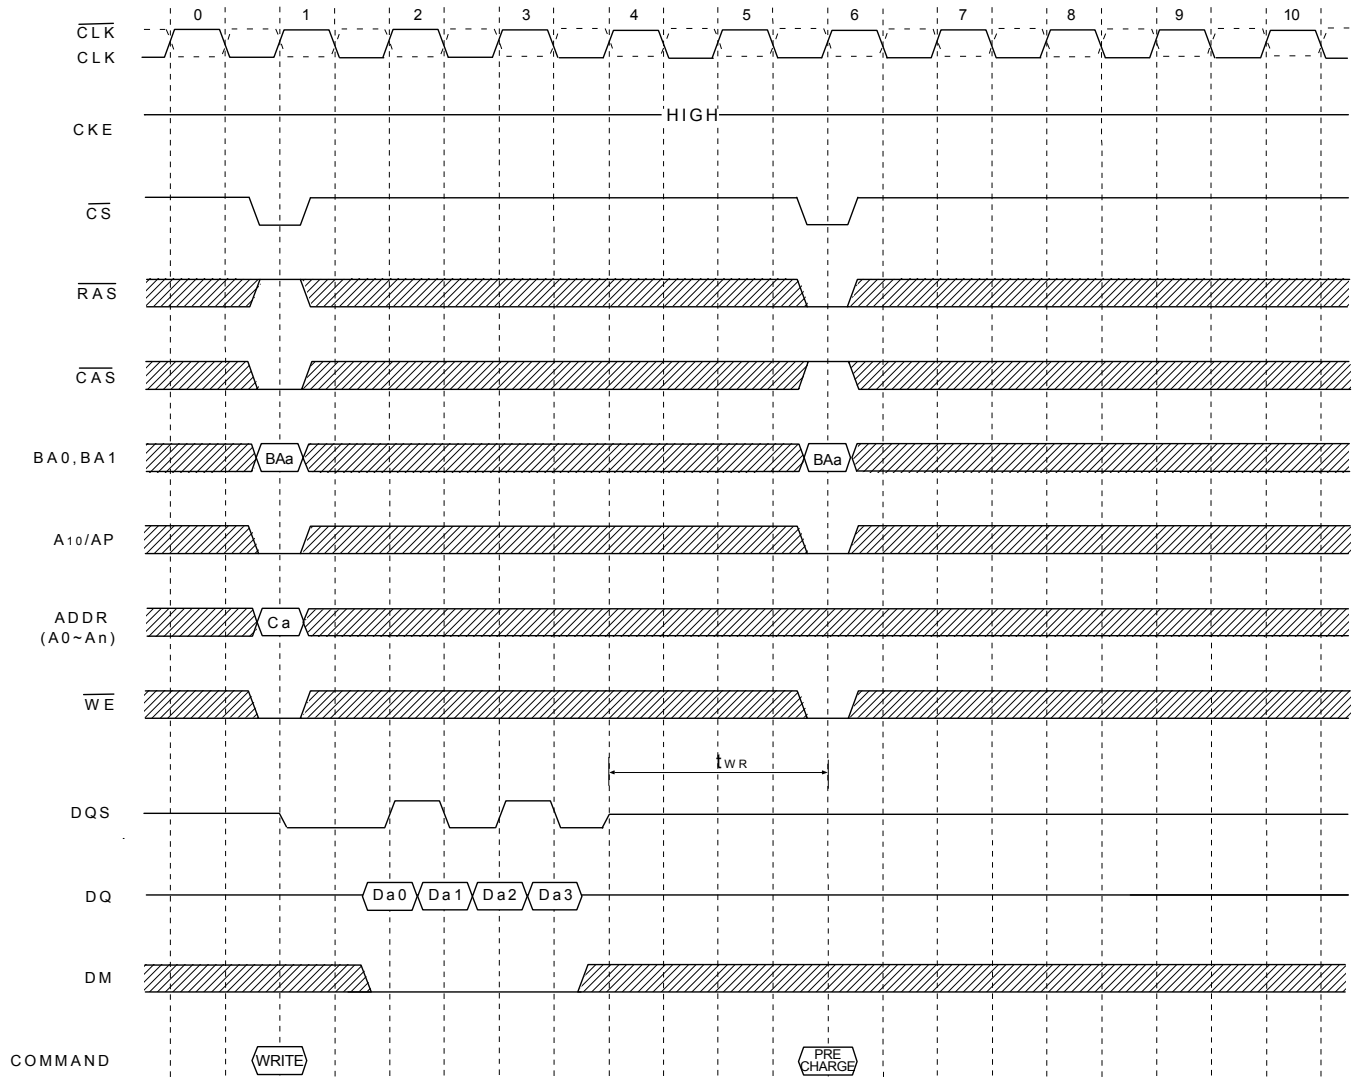 0 1 2 3 4 5 6 7 8 9 10
CLK
CLK
HIGH
CKE
CS
RAS
CAS
BA0,BA1 BAa BAa
A10/AP
ADDR
(A0~An) Ca
WE
tWR
DQS
DQ Da0 Da1 Da2 Da3
DM
COMMAND WRITE PRE
CHARGE